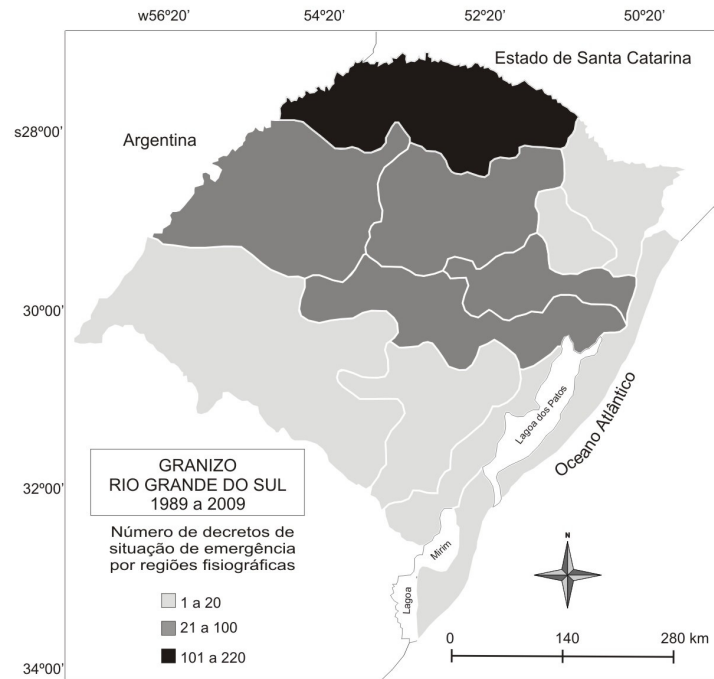 w56º20' 54º20' 52º20' 50º20'
Estado de Santa Catarina
s28º00'
Argentina
30º00'
Lagoa dos Patos
Oceano Atlântico
GRANIZO
RIO GRANDE DO SUL
1989 a 2009
32º00'
Número de decretos de
situação de emergência
por regiões fisiográficas
Mirim
N
Lagoa
1 a 20
21 a 100
101 a 220
0 140 280 km
34º00'